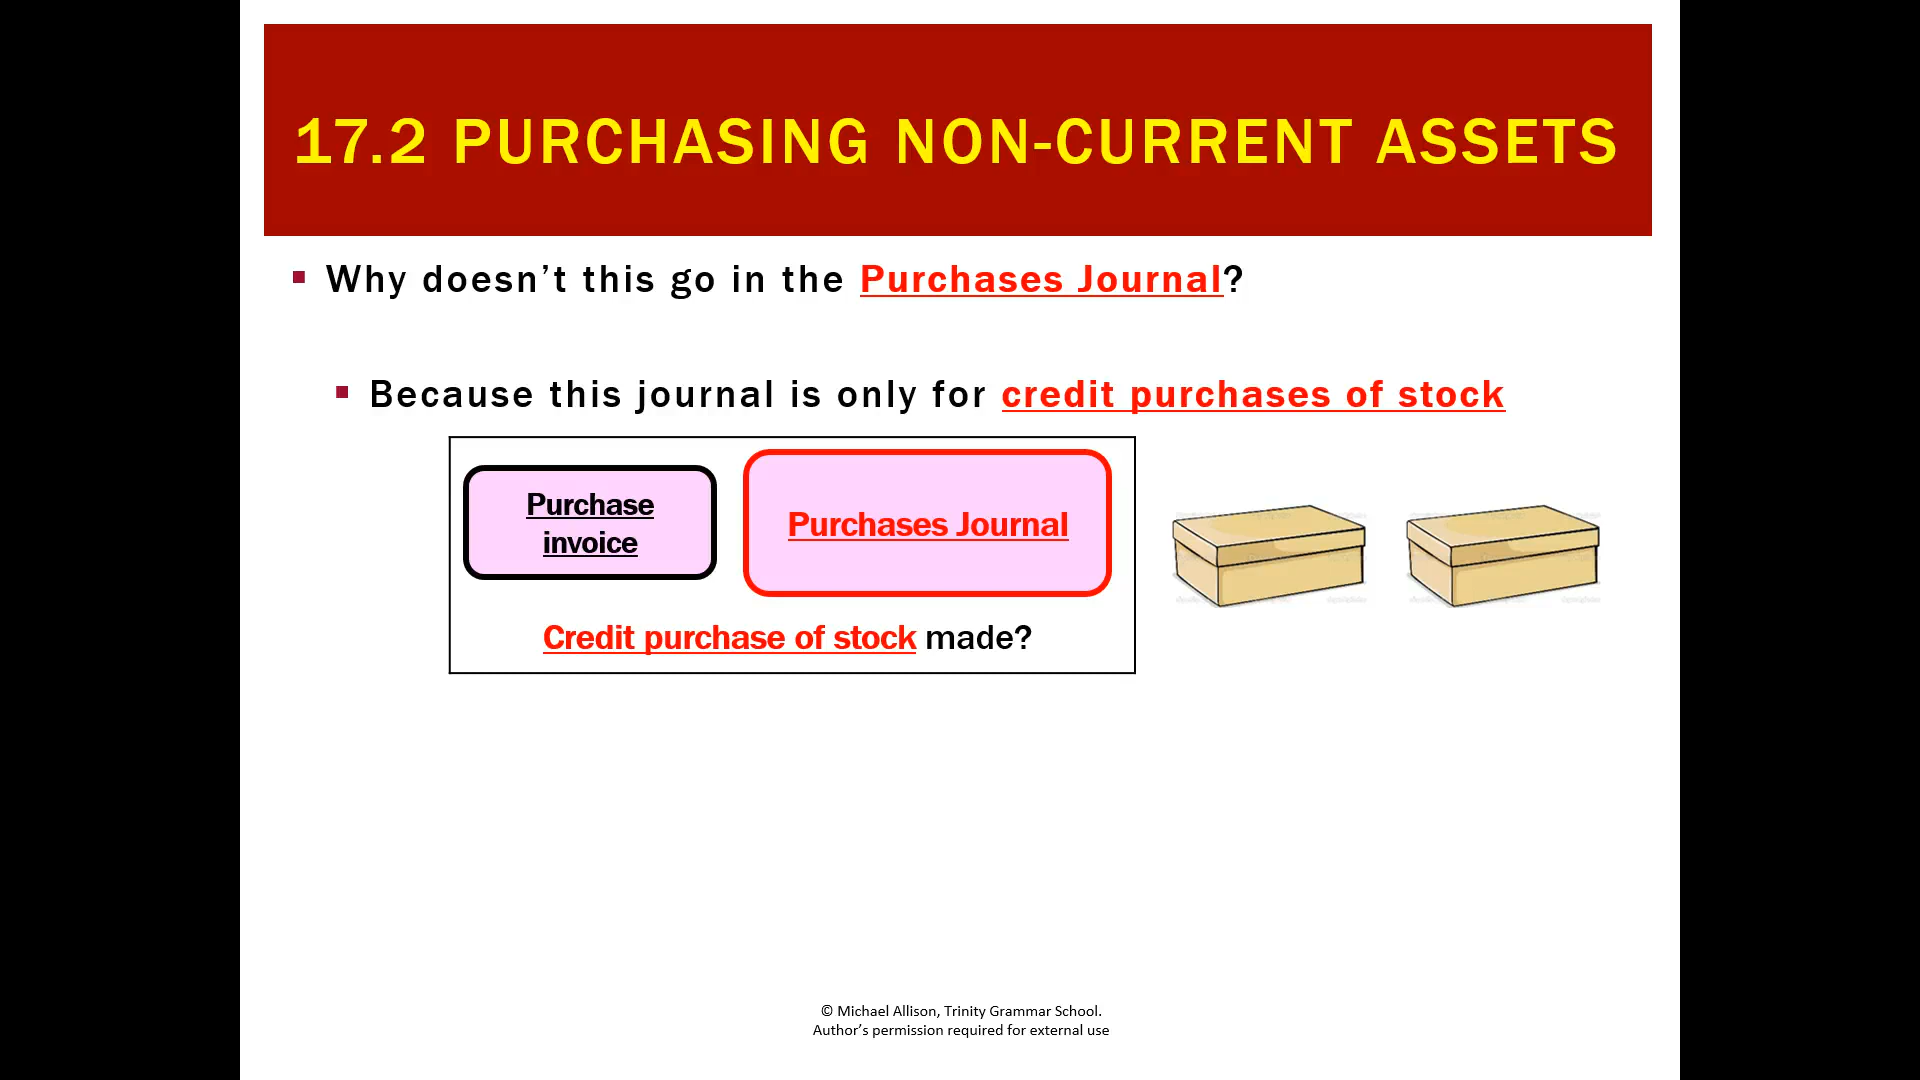 17.2 PURCHASING NON-CURRENT ASSETS
Why doesn’t this go in the Purchases Journal?
Because this journal is only for credit purchases of stock
Purchase
invoice
Purchases Journal
Credit purchase of stock made?
© Michael Allison, Trinity Grammar School.
Author’s permission required for external use